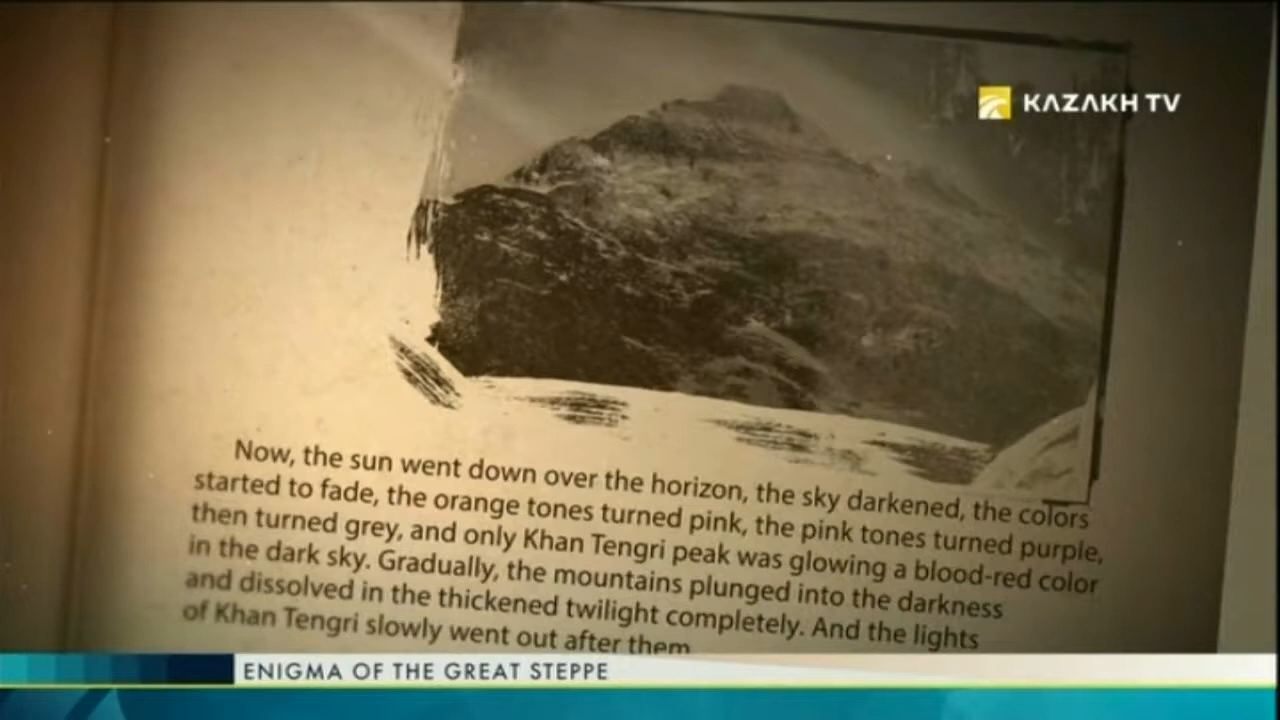 KAZAKH TV
Now, the sun went down over the horizon, the sky darkened, the colors
started to fade, the orange tones turned pink, the pink tones turned purple,
then turned grey, and only Khan Tengri peak was glowing a blood-red color
in the dark sky. Gradually, the mountains plunged into the darkness
and dissolved in the thickened twilight completely. And the lights
of Khan Tengri slowly went out after them
ENIGMA OF THE GREAT STEPPE